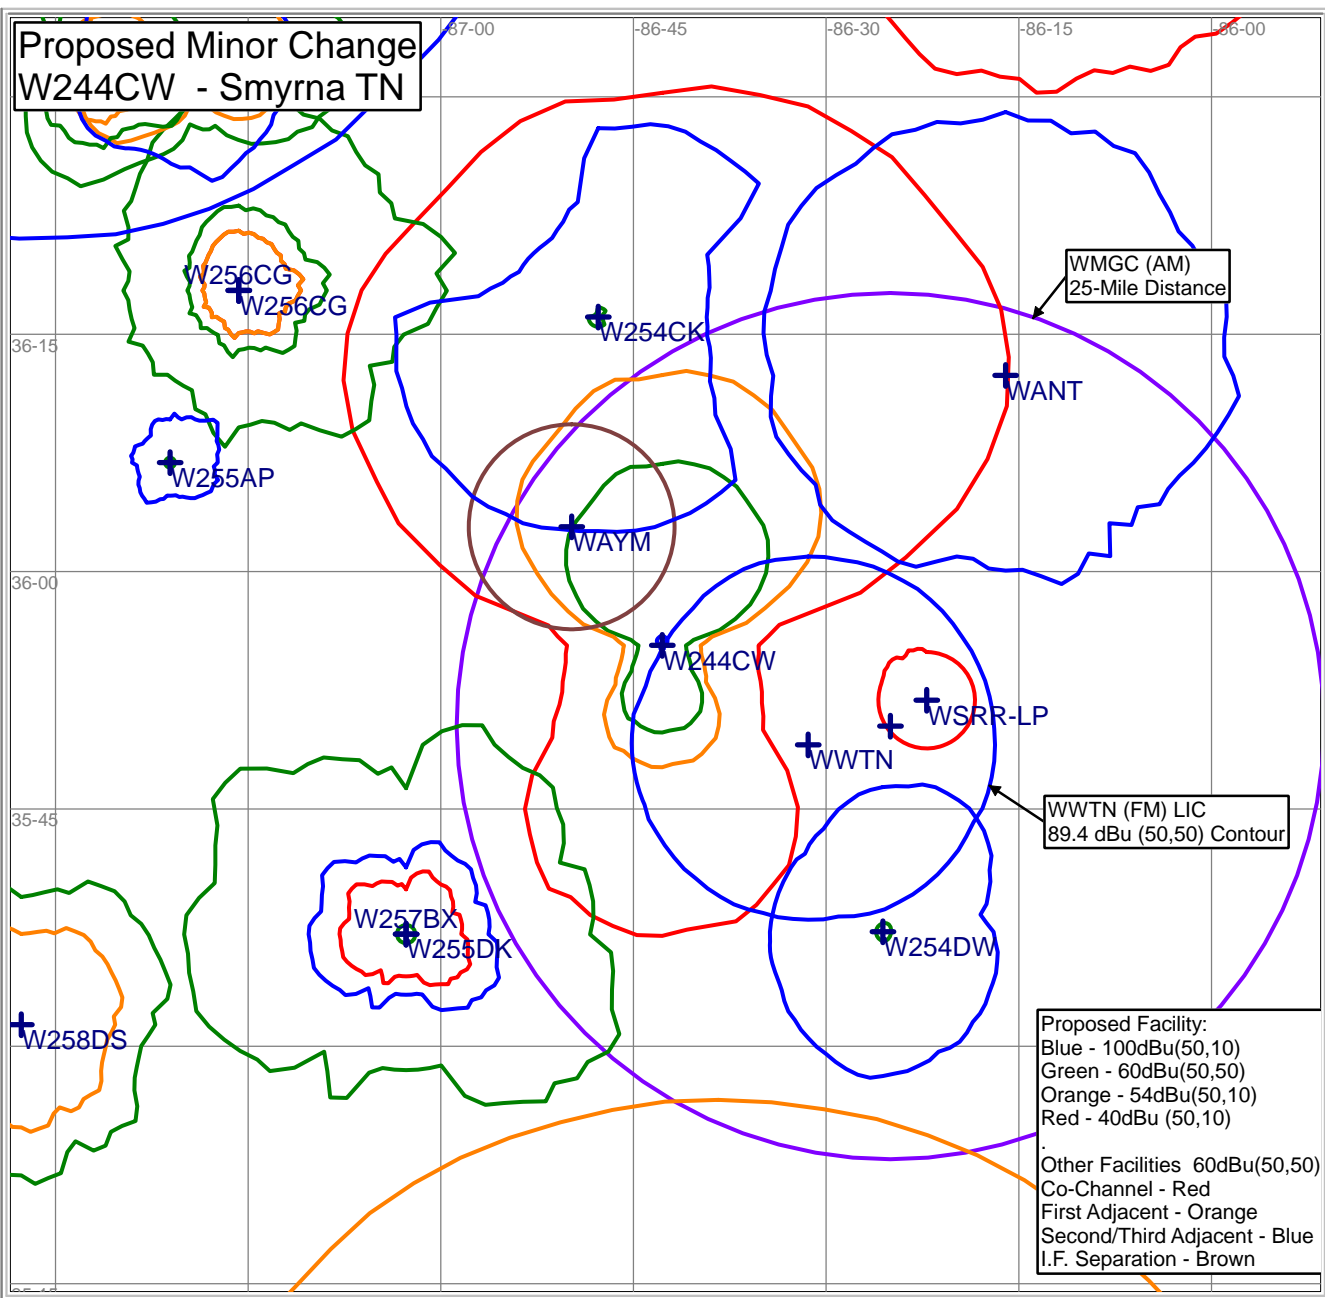 Proposed Minor Change
W244CW - Smyrna TN
-87-00
-86-45
-86-30
-86-15
-86-00
WMGC (AM)
25-Mile Distance
W256CG
W256CG
W254CK
36-15
WANT
W255AP
WAYM
36-00
W244CW
WSRR-LP
WWTN
35-45
WWTN (FM) LIC
89.4 dBu (50,50) Contour
W257BX
W255DK
W254DW
W258DS
Proposed Facility:
Blue - 100dBu(50,10)
Green - 60dBu(50,50)
Orange - 54dBu(50,10)
Red - 40dBu (50,10)
.
Other Facilities 60dBu(50,50)
Co-Channel - Red
First Adjacent - Orange
Second/Third Adjacent - Blue
I.F. Separation - Brown